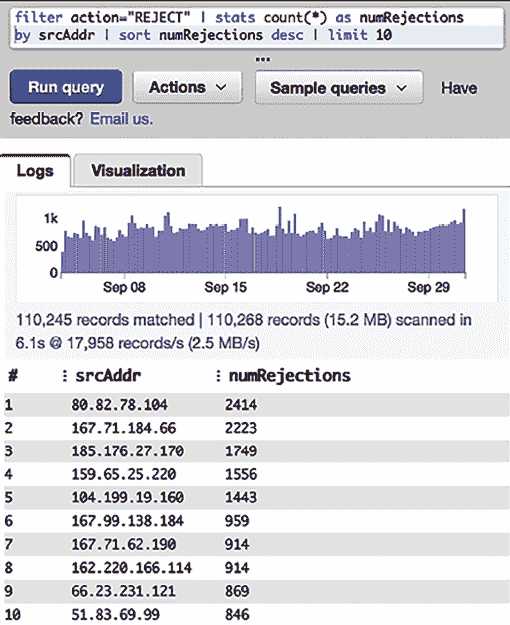 filter action="REJECT" | stats count(*) as numRejections
by srcAddr | sort numRejections desc | limit 10
Run query Actions Sample queries Have
feedback? Email us.
Logs Visualization
1k
500
0
Sep 08 Sep 15 Sep 22 Sep 29
110,245 records matched | 110,268 records (15.2 MB) scanned in
6.1s @ 17,958 records/s (2.5 MB/s)
# srcAddr numRejections
1 80.82.78.104 2414
2 167.71.184.66 2223
3 185.176.27.170 1749
4 159.65.25.220 1556
5 104.199.19.160 1443
6 167.99.138.184 959
7 167.71.62.190 914
8 162.220.166.114 914
9 66.23.231.121 869
10 51.83.69.99 846